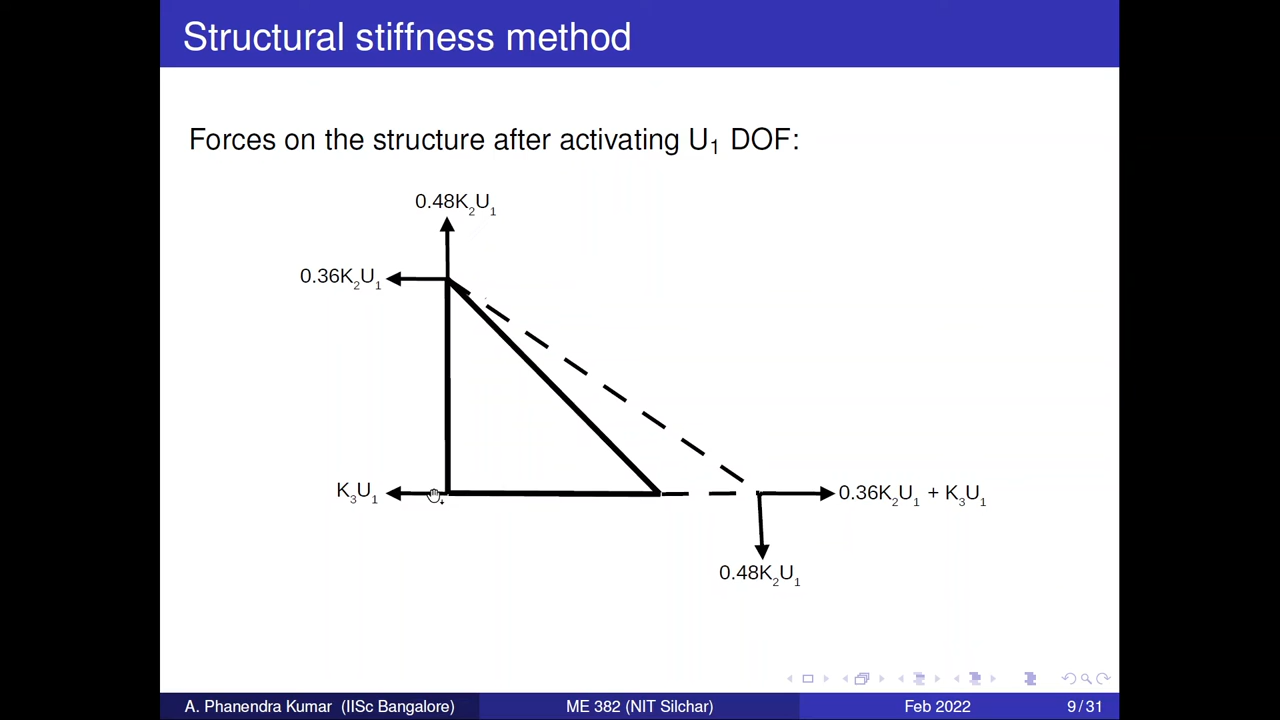 Structural stiffness method
Forces on the structure after activating U₁ DOF:
0.48K₂U₁
0.36K₂U₁
K₃U₁
0.36K₂U₁ + K₃U₁
0.48K₂U₁
A. Phanendra Kumar (IISc Bangalore) ME 382 (NIT Silchar) Feb 2022 9 / 31